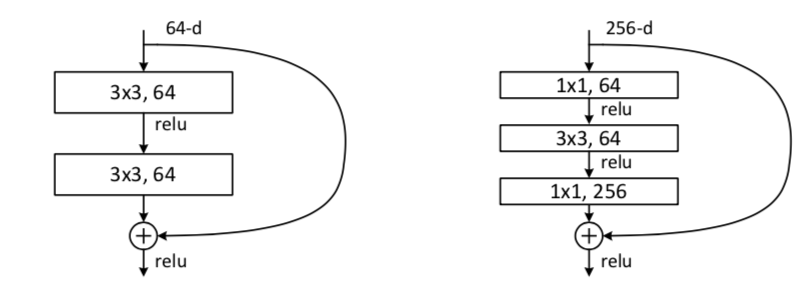 64-d
3x3, 64
relu
3x3, 64
relu
256-d
1x1, 64
relu
3x3, 64
relu
1x1, 256
relu